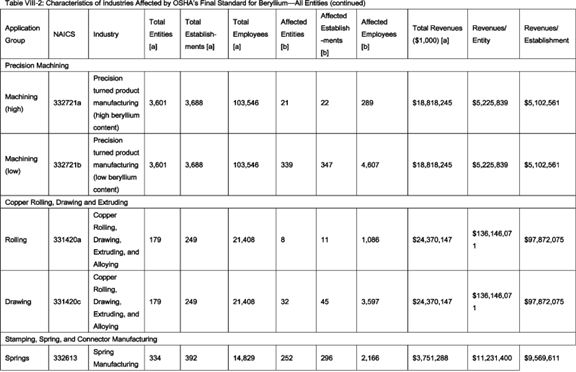 Table VIII-2: Characteristics of Industries Affected by OSHA's Final Standard for Beryllium—All Entities (continued)
Application Group NAICS Industry Total Entities [a] Total Establish-ments [a] Total Employees [a] Affected Entities [b] Affected Establish-ments [b] Affected Employees [b] Total Revenues ($1,000) [a] Revenues/ Entity Revenues/ Establishment
Precision Machining
Machining (high) 332721a Precision turned product manufacturing (high beryllium content) 3,601 3,688 103,546 21 22 289 $18,818,245 $5,225,839 $5,102,561
Machining (low) 332721b Precision turned product manufacturing (low beryllium content) 3,601 3,688 103,546 339 347 4,607 $18,818,245 $5,225,839 $5,102,561
Copper Rolling, Drawing and Extruding
Rolling 331420a Copper Rolling, Drawing, Extruding, and Alloying 179 249 21,408 8 11 1,086 $24,370,147 $136,146,071 $97,872,075
Drawing 331420c Copper Rolling, Drawing, Extruding, and Alloying 179 249 21,408 32 45 3,597 $24,370,147 $136,146,071 $97,872,075
Stamping, Spring, and Connector Manufacturing
Springs 332613 Spring Manufacturing 334 392 14,829 252 296 2,166 $3,751,288 $11,231,400 $9,569,611